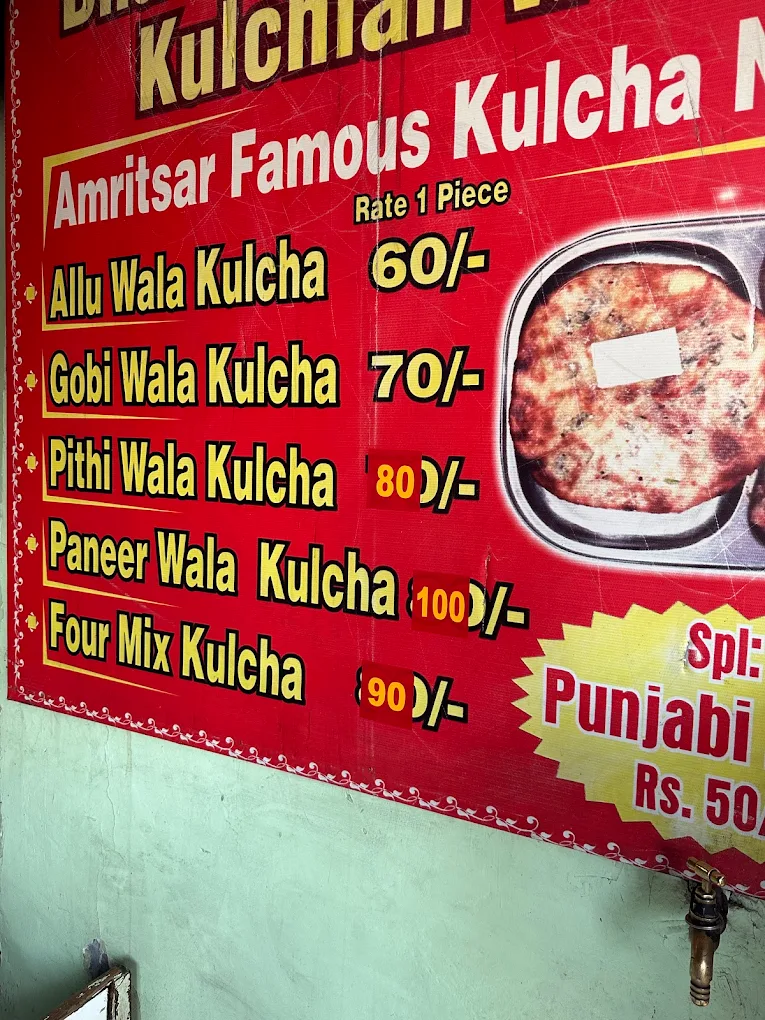 Kulchian
Amritsar Famous Kulcha
Rate 1 Piece
Allu Wala Kulcha 60/-
Gobi Wala Kulcha 70/-
Pithi Wala Kulcha 80/-
Paneer Wala Kulcha 100/-
Four Mix Kulcha 90/-
Spl:
Punjabi
Rs. 50/